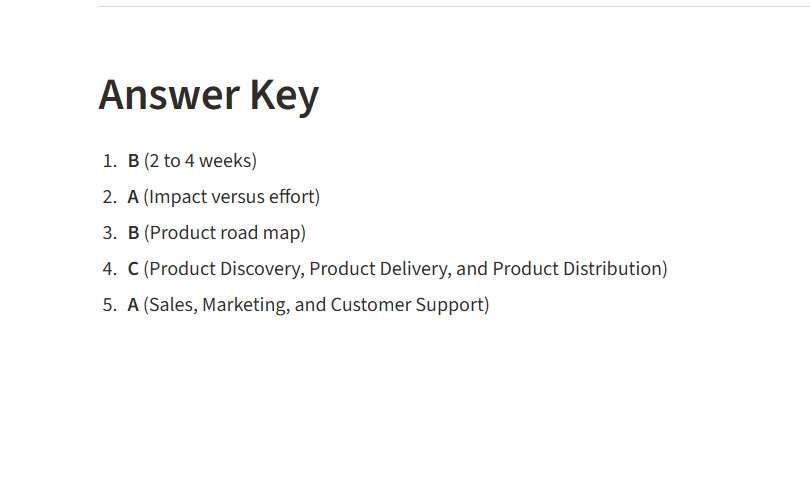 Answer Key
1. B (2 to 4 weeks)
2. A (Impact versus effort)
3. B (Product road map)
4. C (Product Discovery, Product Delivery, and Product Distribution)
5. A (Sales, Marketing, and Customer Support)